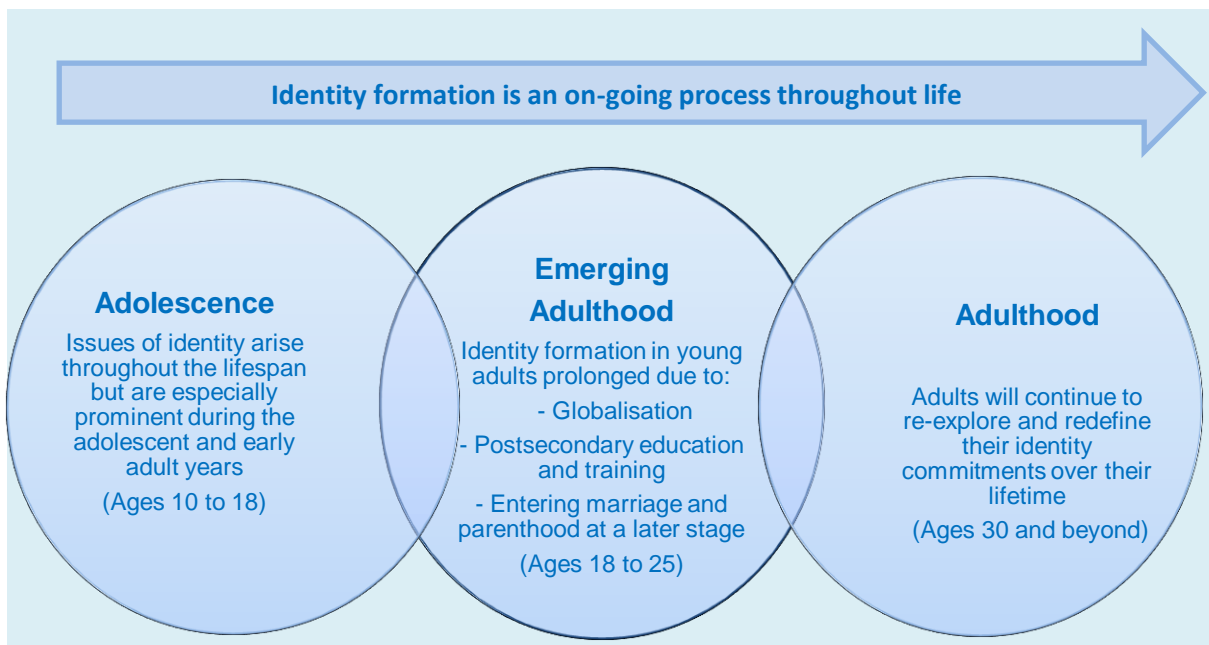 Identity formation is an on-going process throughout life
Adolescence
Issues of identity arise
throughout the lifespan
but are especially
prominent during the
adolescent and early
adult years
(Ages 10 to 18)
Emerging
Adulthood
Identity formation in young
adults prolonged due to:
- Globalisation
- Postsecondary education
and training
- Entering marriage and
parenthood at a later stage
(Ages 18 to 25)
Adulthood
Adults will continue to
re-explore and redefine
their identity
commitments over their
lifetime
(Ages 30 and beyond)